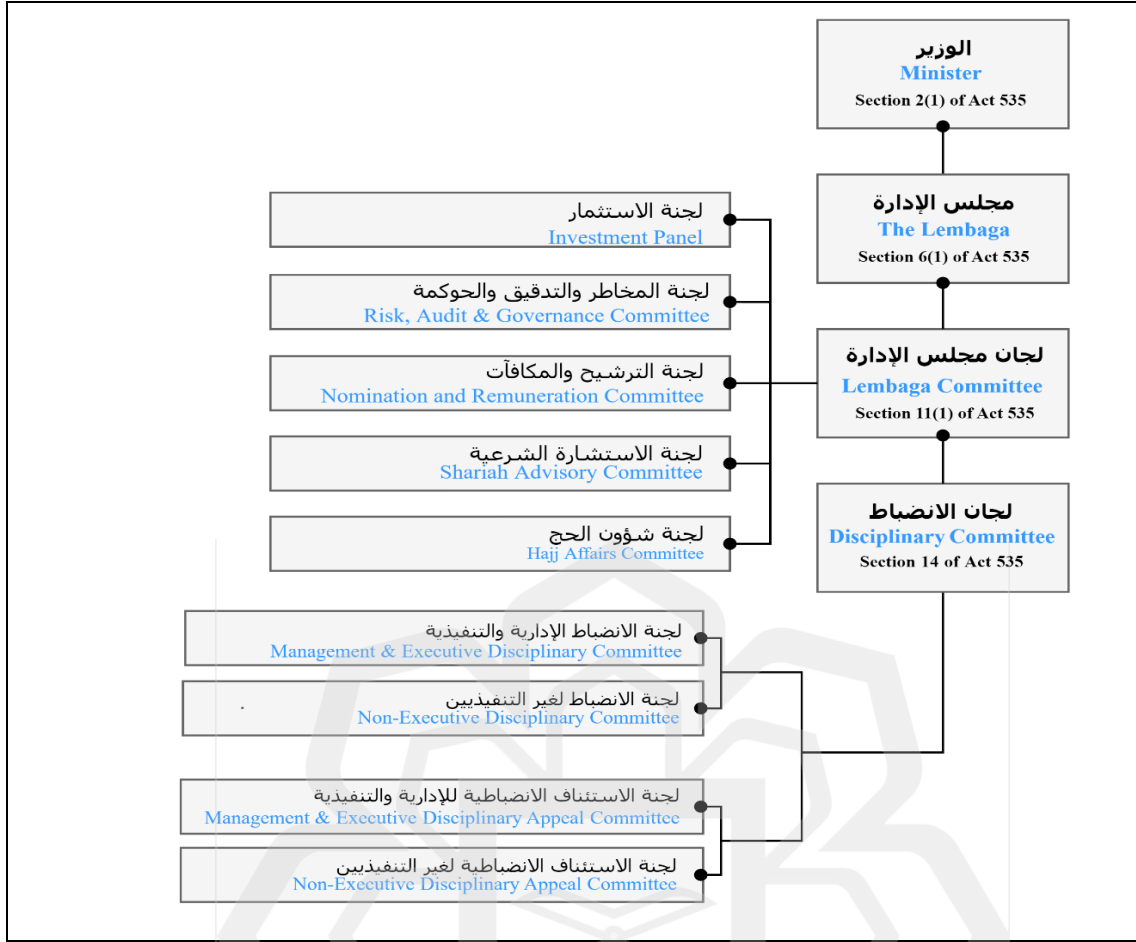 الوزير
Minister
Section 2(1) of Act 535
مجلس الإدارة
The Lembaga
Section 6(1) of Act 535
لجان مجلس الإدارة
Lembaga Committee
Section 11(1) of Act 535
لجنة الاستثمار
Investment Panel
لجنة المخاطر والتدقيق والحوكمة
Risk, Audit & Governance Committee
لجنة الترشيح والمكافآت
Nomination and Remuneration Committee
لجنة الاستشارة الشرعية
Shariah Advisory Committee
لجنة شؤون الحج
Hajj Affairs Committee
لجان الانضباط
Disciplinary Committee
Section 14 of Act 535
لجنة الانضباط الإدارية والتنفيذية
Management & Executive Disciplinary Committee
لجنة الانضباط لغير التنفيذيين
Non-Executive Disciplinary Committee
لجنة الاستئناف الانضباطية للإدارية والتنفيذية
Management & Executive Disciplinary Appeal Committee
لجنة الاستئناف الانضباطية لغير التنفيذيين
Non-Executive Disciplinary Appeal Committee